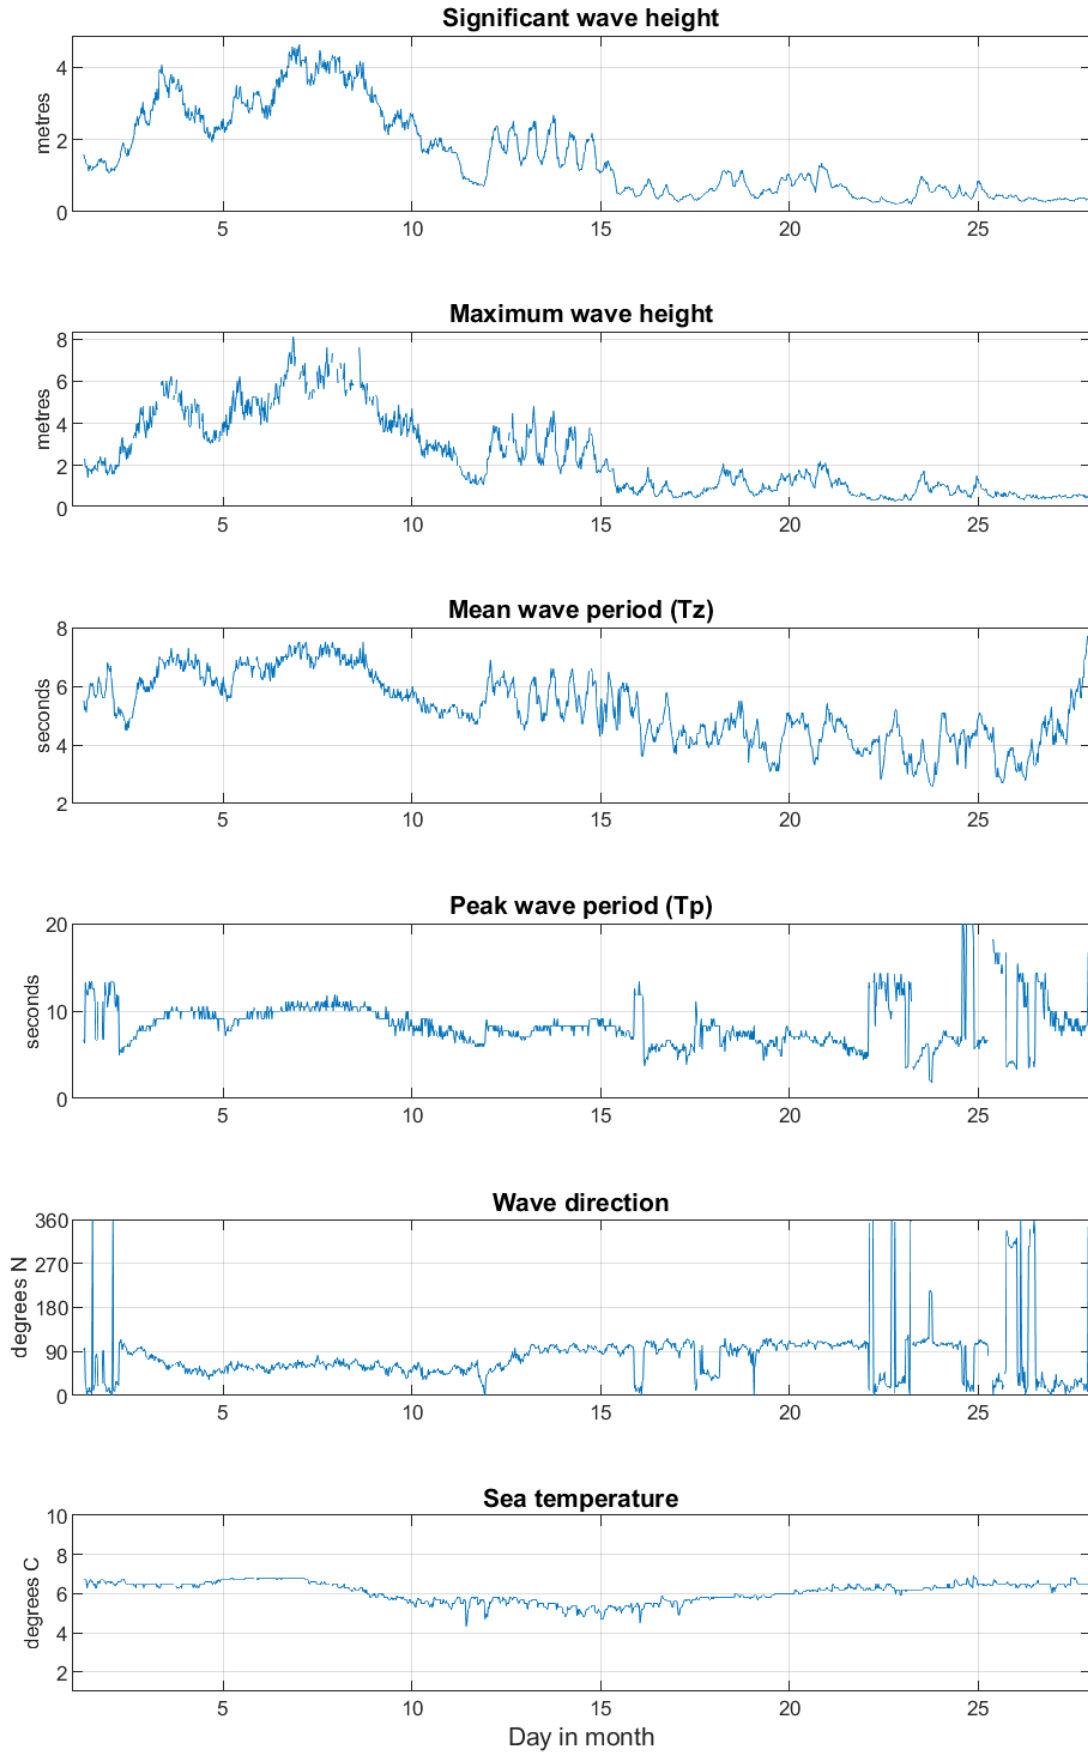 Significant wave height
metres
4
2
0
5 10 15 20 25
Maximum wave height
metres
8
6
4
2
0
5 10 15 20 25
Mean wave period (Tz)
seconds
8
6
4
2
5 10 15 20 25
Peak wave period (Tp)
seconds
20
10
0
5 10 15 20 25
Wave direction
degrees N
360
270
180
90
0
5 10 15 20 25
Sea temperature
degrees C
10
8
6
4
2
5 10 15 20 25
Day in month